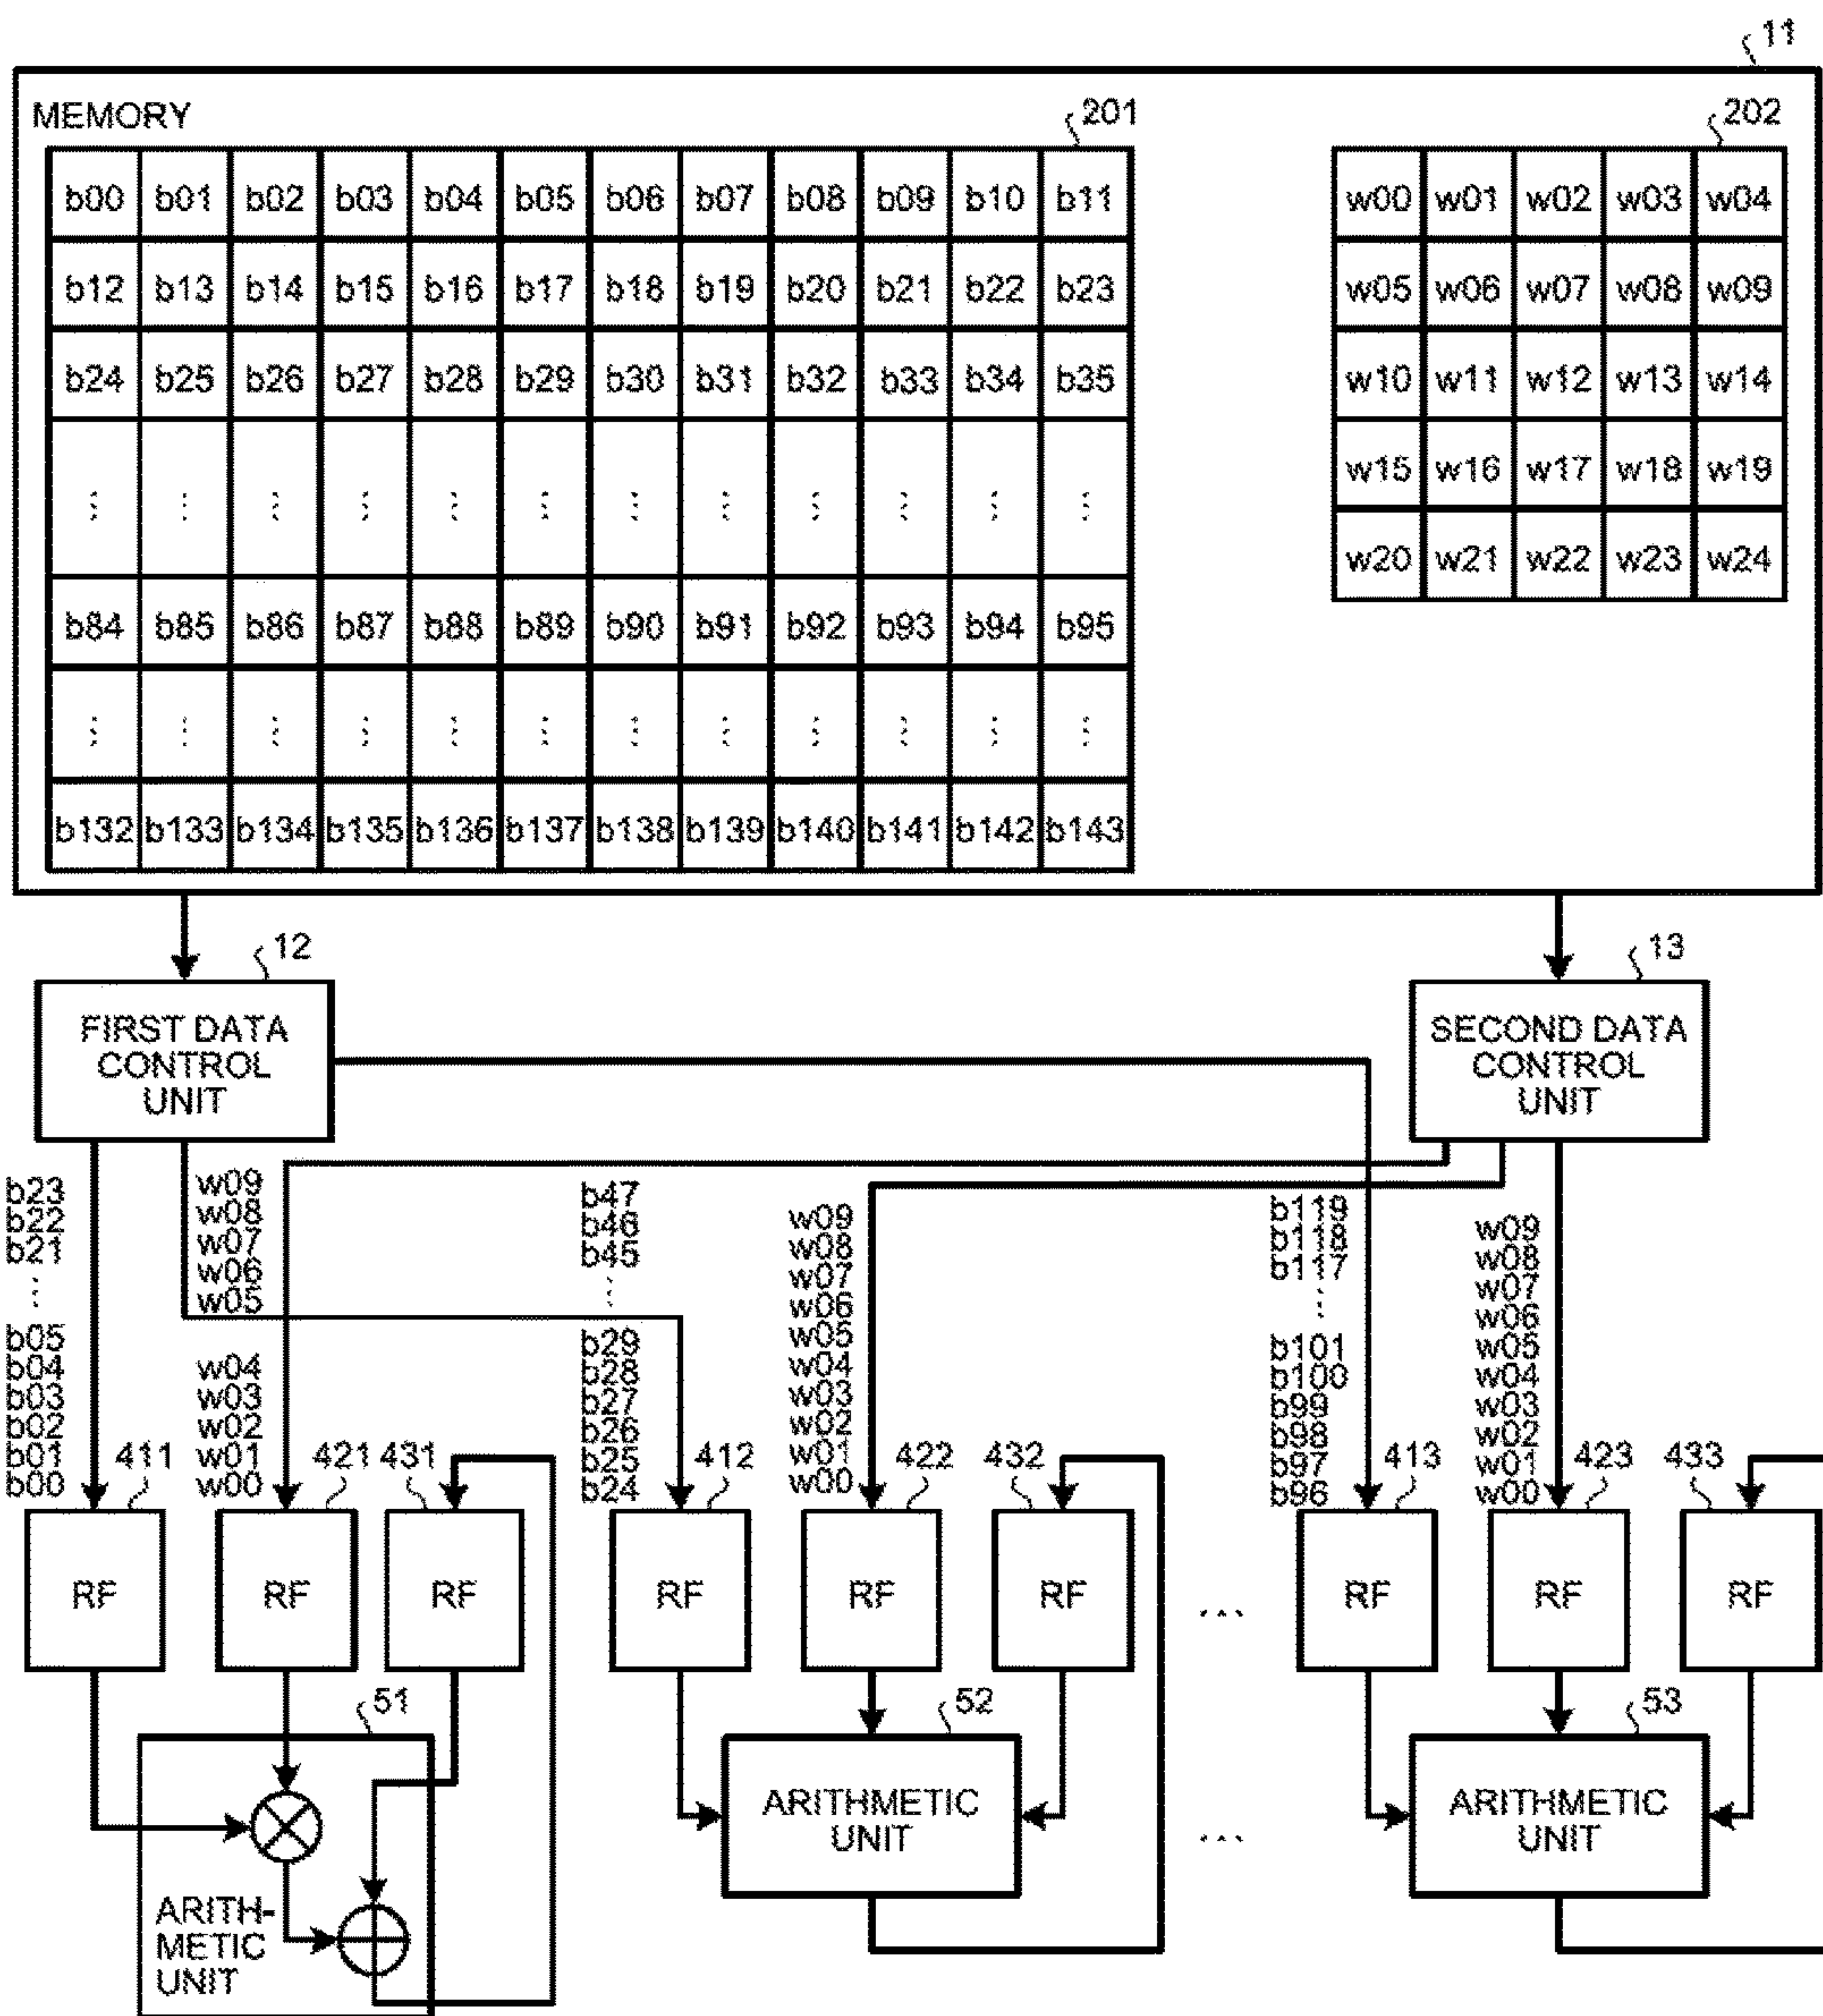 11
MEMORY
201
202
b00 b01 b02 b03 b04 b05 b06 b07 b08 b09 b10 b11
w00 w01 w02 w03 w04
b12 b13 b14 b15 b16 b17 b18 b19 b20 b21 b22 b23
w05 w06 w07 w08 w09
b24 b25 b26 b27 b28 b29 b30 b31 b32 b33 b34 b35
w10 w11 w12 w13 w14
⋮ ⋮ ⋮ ⋮ ⋮ ⋮ ⋮ ⋮ ⋮ ⋮ ⋮ ⋮
w15 w16 w17 w18 w19
w20 w21 w22 w23 w24
b84 b85 b86 b87 b88 b89 b90 b91 b92 b93 b94 b95
⋮ ⋮ ⋮ ⋮ ⋮ ⋮ ⋮ ⋮ ⋮ ⋮ ⋮ ⋮
b132 b133 b134 b135 b136 b137 b138 b139 b140 b141 b142 b143
12
FIRST DATA
CONTROL
UNIT
13
SECOND DATA
CONTROL
UNIT
b23
b22
b21
⋮
b05
b04
b03
b02
b01
b00
411
w09
w08
w07
w06
w05
w04
w03
w02
w01
w00
421
431
b47
b46
b45
⋮
b29
b28
b27
b26
b25
b24
412
w09
w08
w07
w06
w05
w04
w03
w02
w01
w00
422
432
b119
b118
b117
⋮
b101
b100
b99
b98
b97
b96
413
w09
w08
w07
w06
w05
w04
w03
w02
w01
w00
423
433
RF
RF
RF
RF
RF
RF
...
RF
RF
RF
51
ARITH-
METIC
UNIT
52
ARITHMETIC
UNIT
...
53
ARITHMETIC
UNIT